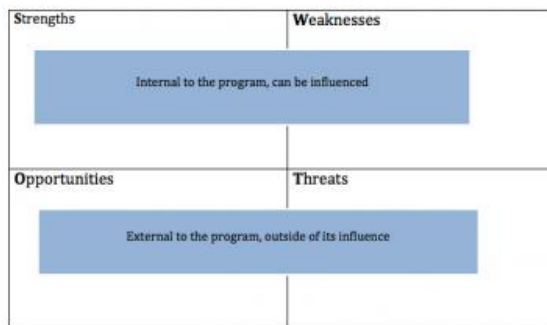 Strengths
Weaknesses
Internal to the program, can be influenced
Opportunities
Threats
External to the program, outside of its influence